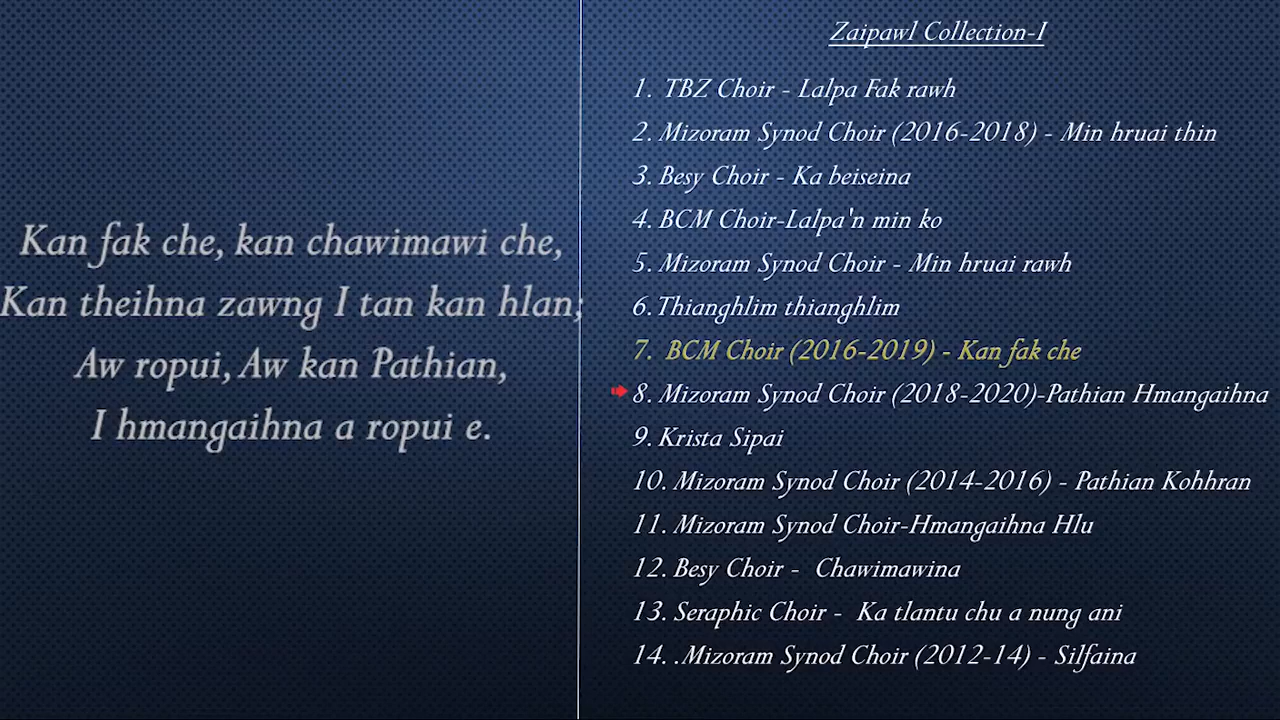 Kan fak che, kan chawimawi che,
Kan theihna zawng I tan kan hlan;
Aw ropui, Aw kan Pathian,
I hmangaihna a ropui e.
Zaipawl Collection-I
1. TBZ Choir - Lalpa Fak rawh
2. Mizoram Synod Choir (2016-2018) - Min hruai thin
3. Besy Choir - Ka beiseina
4. BCM Choir-Lalpa'n min ko
5. Mizoram Synod Choir - Min hruai rawh
6. Thianghlim thianghlim
7. BCM Choir (2016-2019) - Kan fak che
8. Mizoram Synod Choir (2018-2020)-Pathian Hmangaihna
9. Krista Sipai
10. Mizoram Synod Choir (2014-2016) - Pathian Kohhran
11. Mizoram Synod Choir-Hmangaihna Hlu
12. Besy Choir - Chawimawina
13. Seraphic Choir - Ka tlantu chu a nung ani
14. .Mizoram Synod Choir (2012-14) - Silfaina